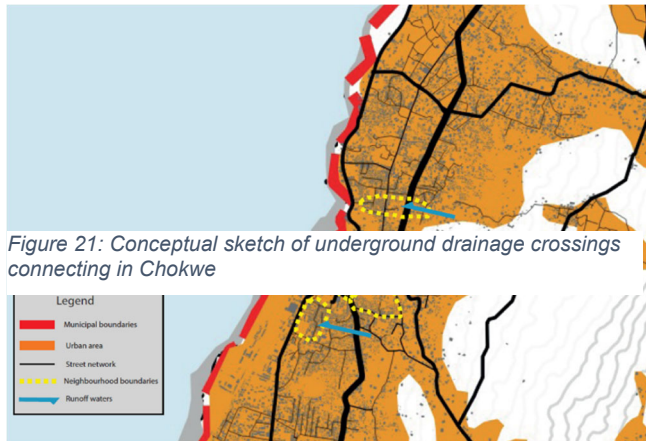 Figure 21: Conceptual sketch of underground drainage crossings
connecting in Chokwe
Legend
Municipal boundaries
Urban area
Street network
Neighbourhood boundaries
Runoff waters